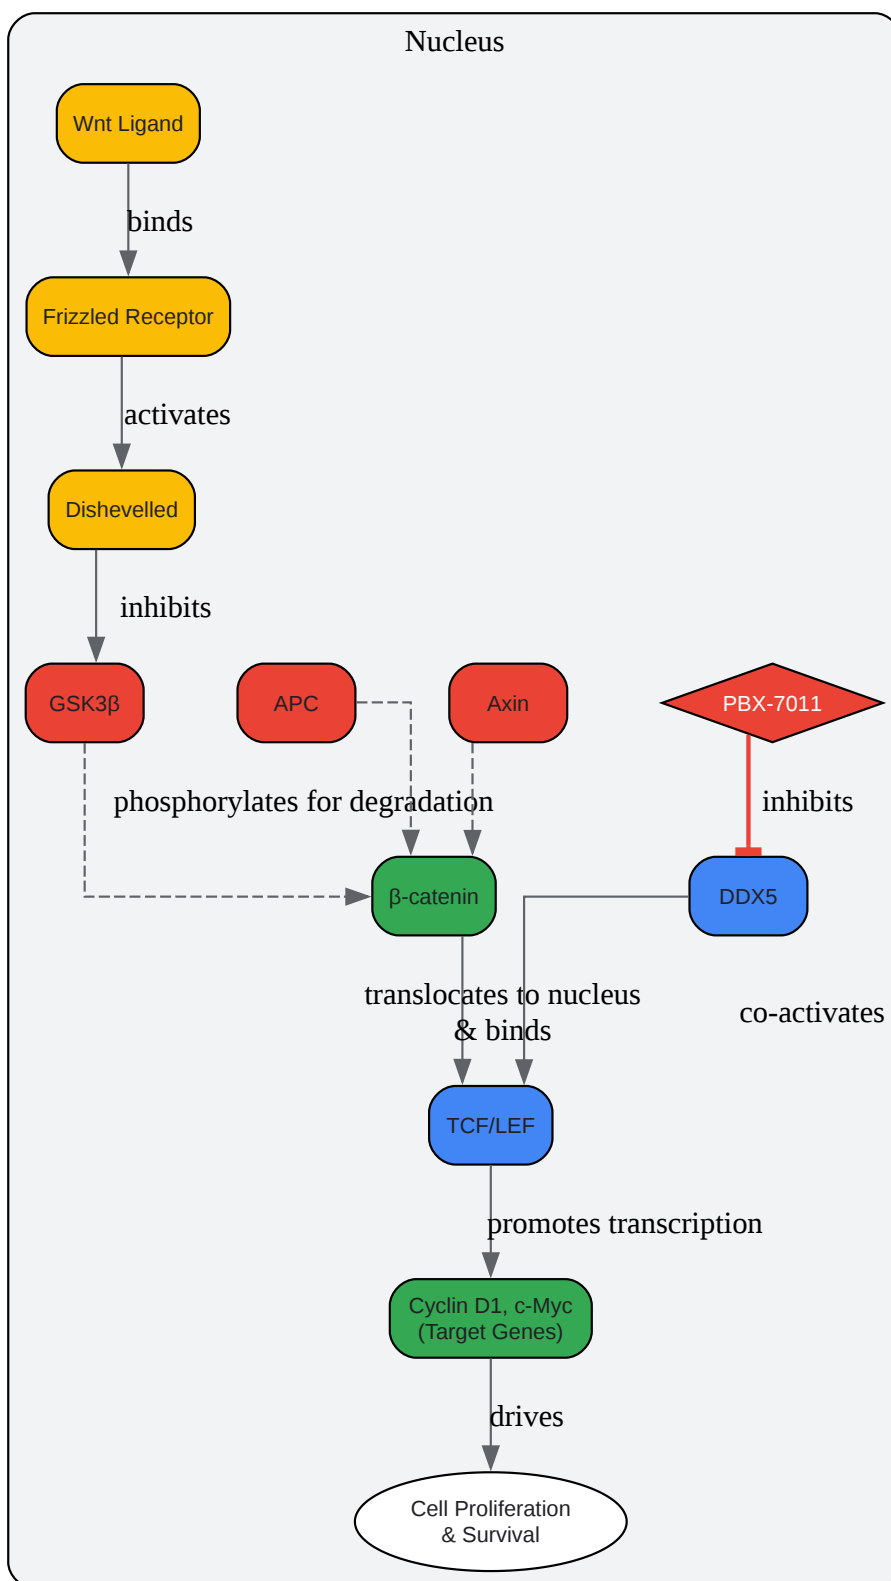 Nucleus
Wnt Ligand
binds
Frizzled Receptor
activates
Dishevelled
inhibits
GSK3β
APC
Axin
PBX-7011
phosphorylates for degradation
inhibits
β-catenin
DDX5
translocates to nucleus
& binds
co-activates
TCF/LEF
promotes transcription
Cyclin D1, c-Myc
(Target Genes)
drives
Cell Proliferation
& Survival